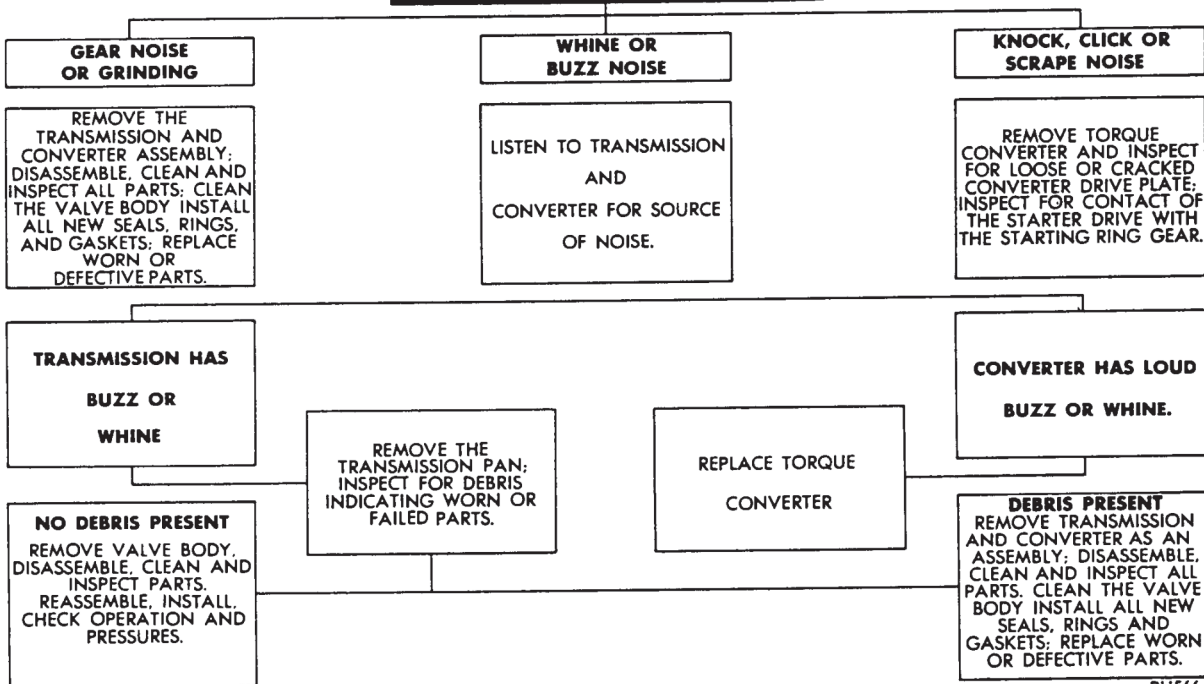 GEAR NOISE
OR GRINDING
WHINE OR
BUZZ NOISE
KNOCK, CLICK OR
SCRAPE NOISE
REMOVE THE
TRANSMISSION AND
CONVERTER ASSEMBLY;
DISASSEMBLE, CLEAN AND
INSPECT ALL PARTS; CLEAN
THE VALVE BODY INSTALL
ALL NEW SEALS, RINGS,
AND GASKETS; REPLACE
WORN OR
DEFECTIVE PARTS.
LISTEN TO TRANSMISSION
AND
CONVERTER FOR SOURCE
OF NOISE.
REMOVE TORQUE
CONVERTER AND INSPECT
FOR LOOSE OR CRACKED
CONVERTER DRIVE PLATE;
INSPECT FOR CONTACT OF
THE STARTER DRIVE WITH
THE STARTING RING GEAR.
TRANSMISSION HAS
BUZZ OR
WHINE
CONVERTER HAS LOUD
BUZZ OR WHINE.
REMOVE THE
TRANSMISSION PAN;
INSPECT FOR DEBRIS
INDICATING WORN OR
FAILED PARTS.
REPLACE TORQUE
CONVERTER
NO DEBRIS PRESENT
REMOVE VALVE BODY,
DISASSEMBLE, CLEAN AND
INSPECT PARTS.
REASSEMBLE, INSTALL,
CHECK OPERATION AND
PRESSURES.
DEBRIS PRESENT
REMOVE TRANSMISSION
AND CONVERTER AS AN
ASSEMBLY; DISASSEMBLE,
CLEAN AND INSPECT ALL
PARTS. CLEAN THE VALVE
BODY INSTALL ALL NEW
SEALS, RINGS AND
GASKETS; REPLACE WORN
OR DEFECTIVE PARTS.